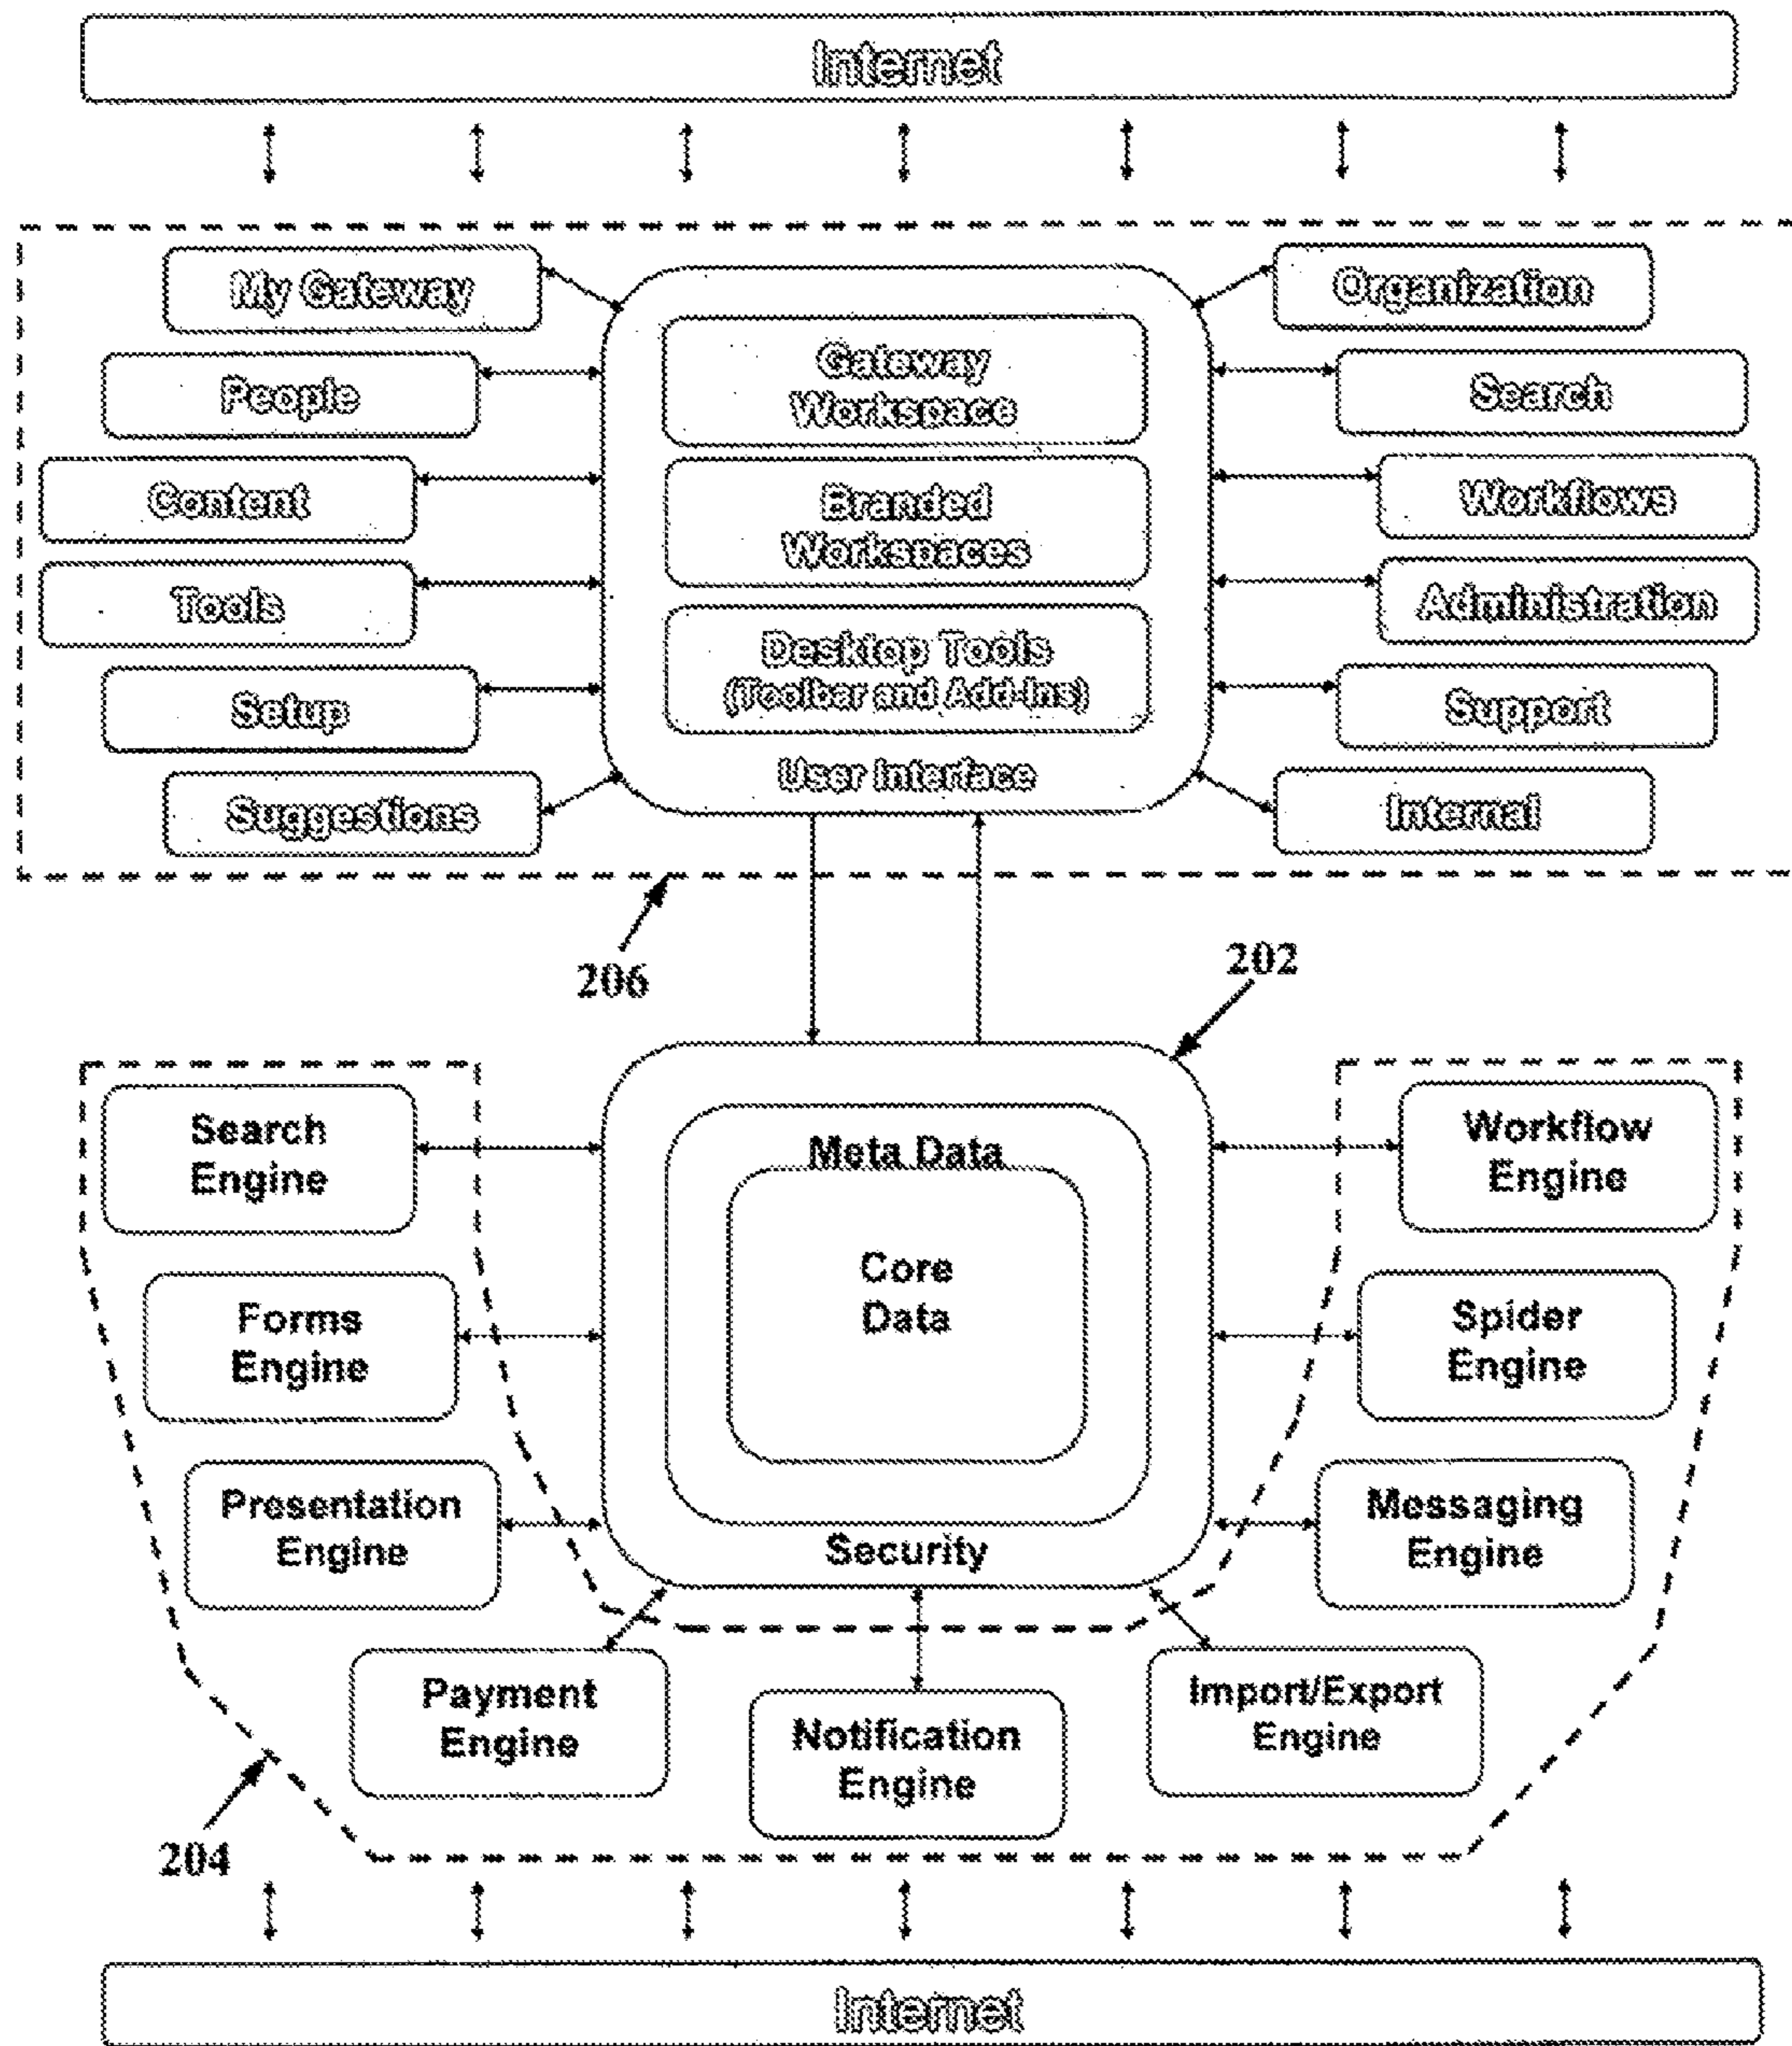 Internet
My Gateway
Organization
Gateway
Workspace
People
Search
Content
Branded
Workspaces
Workflows
Tools
Administration
Desktop Tools
(Toolbar and Add-Ins)
Setup
Support
User Interface
Suggestions
Internal
206
202
Search
Engine
Meta Data
Workflow
Engine
Core
Data
Forms
Engine
Spider
Engine
Presentation
Engine
Messaging
Engine
Security
Payment
Engine
Notification
Engine
Import/Export
Engine
204
Internet